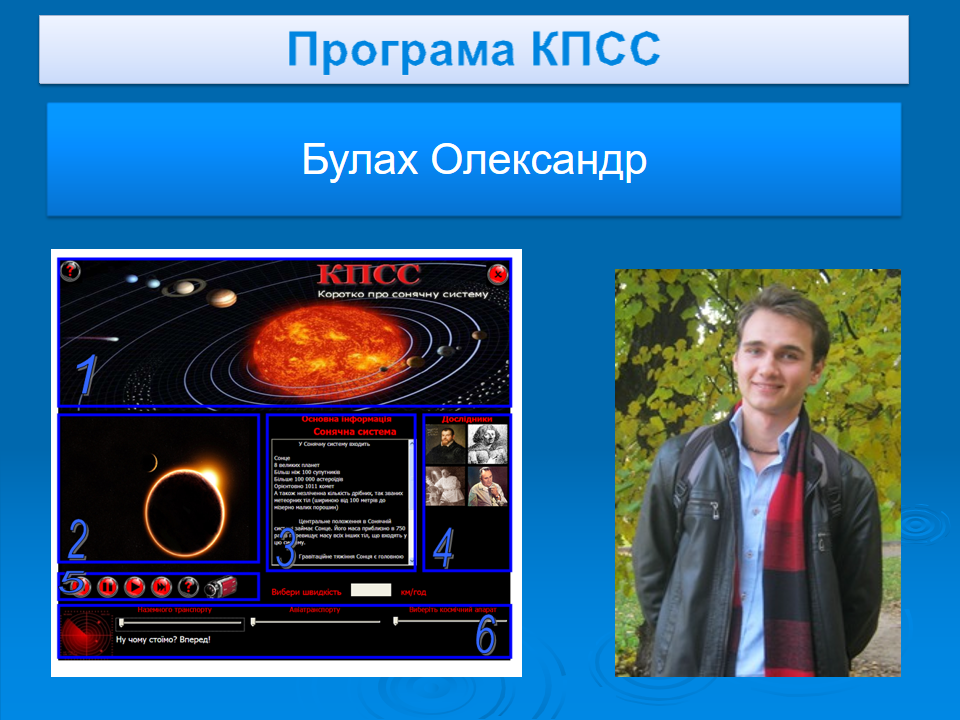 Програма КПСС
Булах Олександр
?
x
КПСС
Коротко про сонячну систему
1
2
Основна інформація
Сонячна система
У Сонячну систему входить
Сонце
8 великих планет
Більш ніж 100 супутників
Більше 100 000 астероїдів
Орієнтовно 1011 комет
А також незліченна кількість дрібних, так званих
метеорних тіл (шириною від 100 метрів до
мізерно малих порошин)
Центральне положення в Сонячній
системі займає Сонце. Його маса приблизно в 750
разів перевищує масу всіх інших тіл, що входять у
цю систему.
Гравітаційне тяжіння Сонця є головною
3
Дослідники
4
5
?
Вибери швидкість км/год
Наземного транспорту
Авіатранспорту
Виберіть космічний апарат
Ну чому стоїмо? Вперед!
6